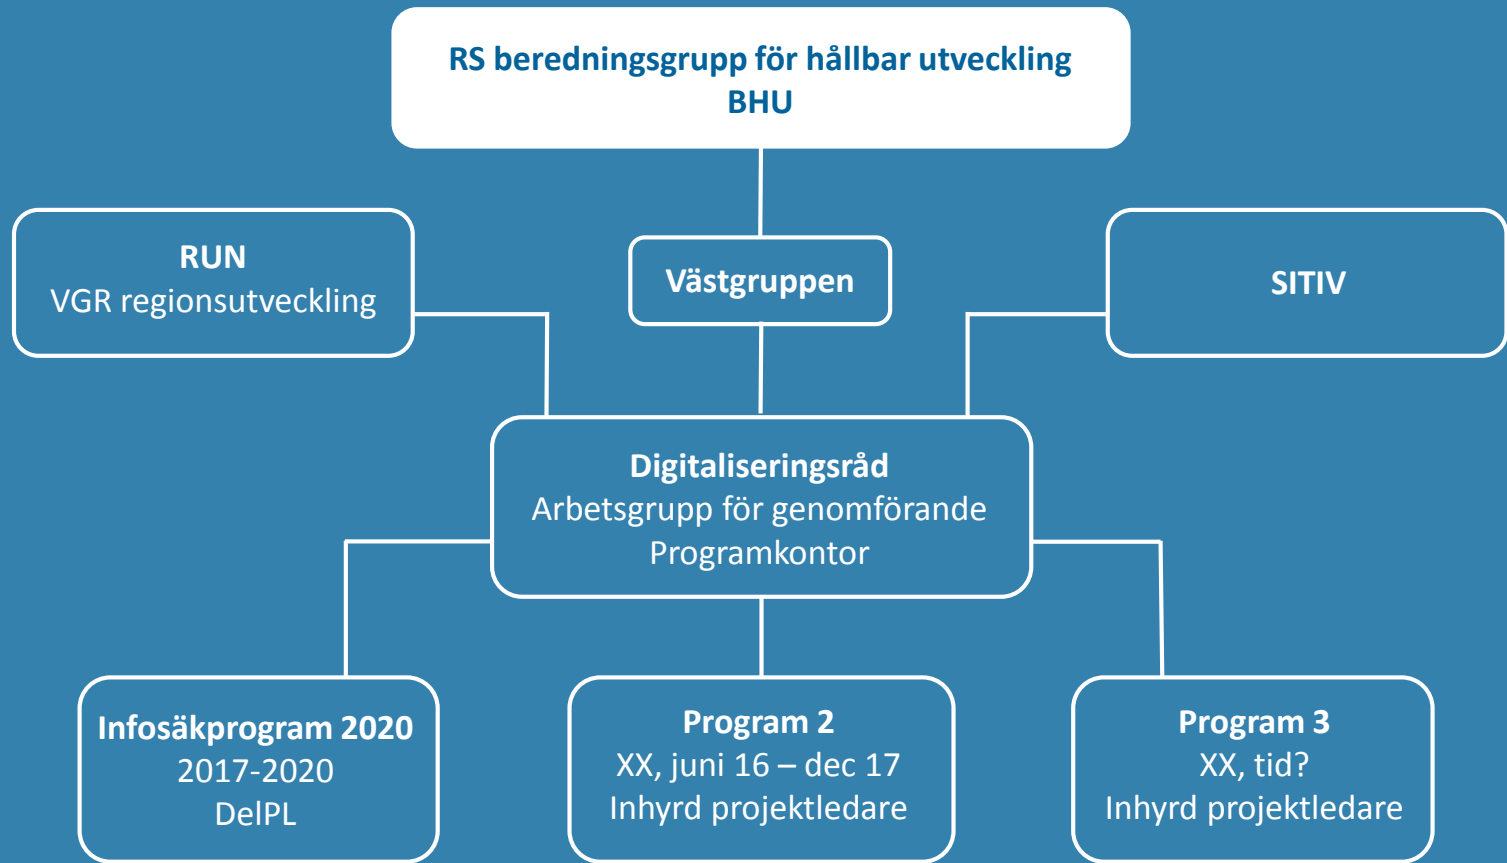 RS beredningsgrupp för hållbar utveckling
BHU
RUN
VGR regionsutveckling
Västgruppen
SITIV
Digitaliseringsråd
Arbetsgrupp för genomförande
Programkontor
Infosäkprogram 2020
2017-2020
DelPL
Program 2
XX, juni 16 – dec 17
Inhyrd projektledare
Program 3
XX, tid?
Inhyrd projektledare